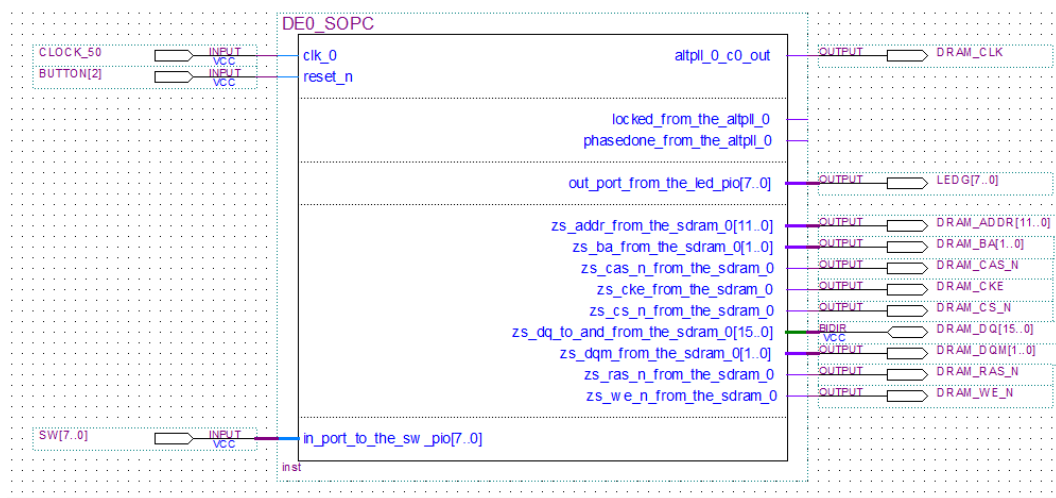 DE0_SOPC
CLOCK_50 INPUT VCC clk_0 altpll_0_c0_out OUTPUT DRAM_CLK
BUTTON[2] INPUT VCC reset_n
locked_from_the_altpll_0
phasedone_from_the_altpll_0
out_port_from_the_led_pio[7..0] OUTPUT LEDG[7..0]
zs_addr_from_the_sdram_0[11..0] OUTPUT DRAM_ADDR[11..0]
zs_ba_from_the_sdram_0[1..0] OUTPUT DRAM_BA[1..0]
zs_cas_n_from_the_sdram_0 OUTPUT DRAM_CAS_N
zs_cke_from_the_sdram_0 OUTPUT DRAM_CKE
zs_cs_n_from_the_sdram_0 OUTPUT DRAM_CS_N
zs_dq_to_and_from_the_sdram_0[15..0] BIDIR VCC DRAM_DQ[15..0]
zs_dqm_from_the_sdram_0[1..0] OUTPUT DRAM_DQM[1..0]
zs_ras_n_from_the_sdram_0 OUTPUT DRAM_RAS_N
zs_we_n_from_the_sdram_0 OUTPUT DRAM_WE_N
SW[7..0] INPUT VCC in_port_to_the_sw_pio[7..0]
inst